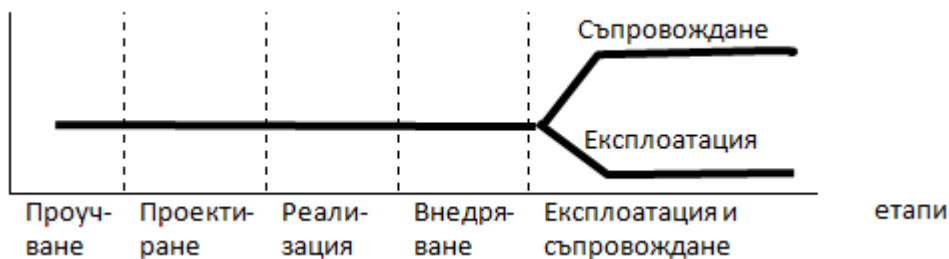 Съпровождане
Експлоатация
Проуч-
ване
Проекти-
ране
Реали-
зация
Внедря-
ване
Експлоатация и
съпровождане
етапи